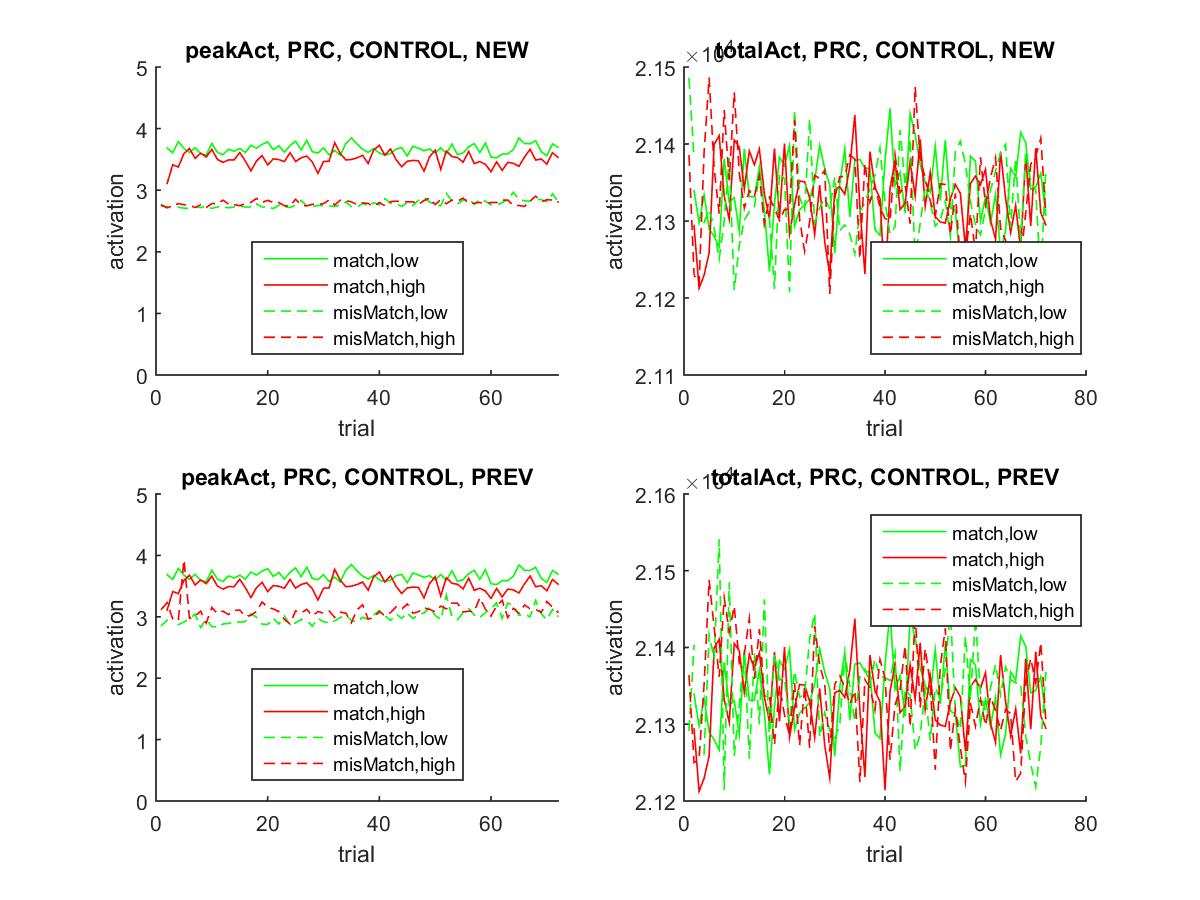 peakAct, PRC, CONTROL, NEW
5
4
3
2
1
0
activation
0 20 40 60
trial
match,low
match,high
misMatch,low
misMatch,high
totalAct, PRC, CONTROL, NEW
2.15
2.14
2.13
2.12
2.11
activation
0 20 40 60 80
trial
match,low
match,high
misMatch,low
misMatch,high
peakAct, PRC, CONTROL, PREV
5
4
3
2
1
0
activation
0 20 40 60
trial
match,low
match,high
misMatch,low
misMatch,high
totalAct, PRC, CONTROL, PREV
2.16
2.15
2.14
2.13
2.12
activation
0 20 40 60 80
trial
match,low
match,high
misMatch,low
misMatch,high